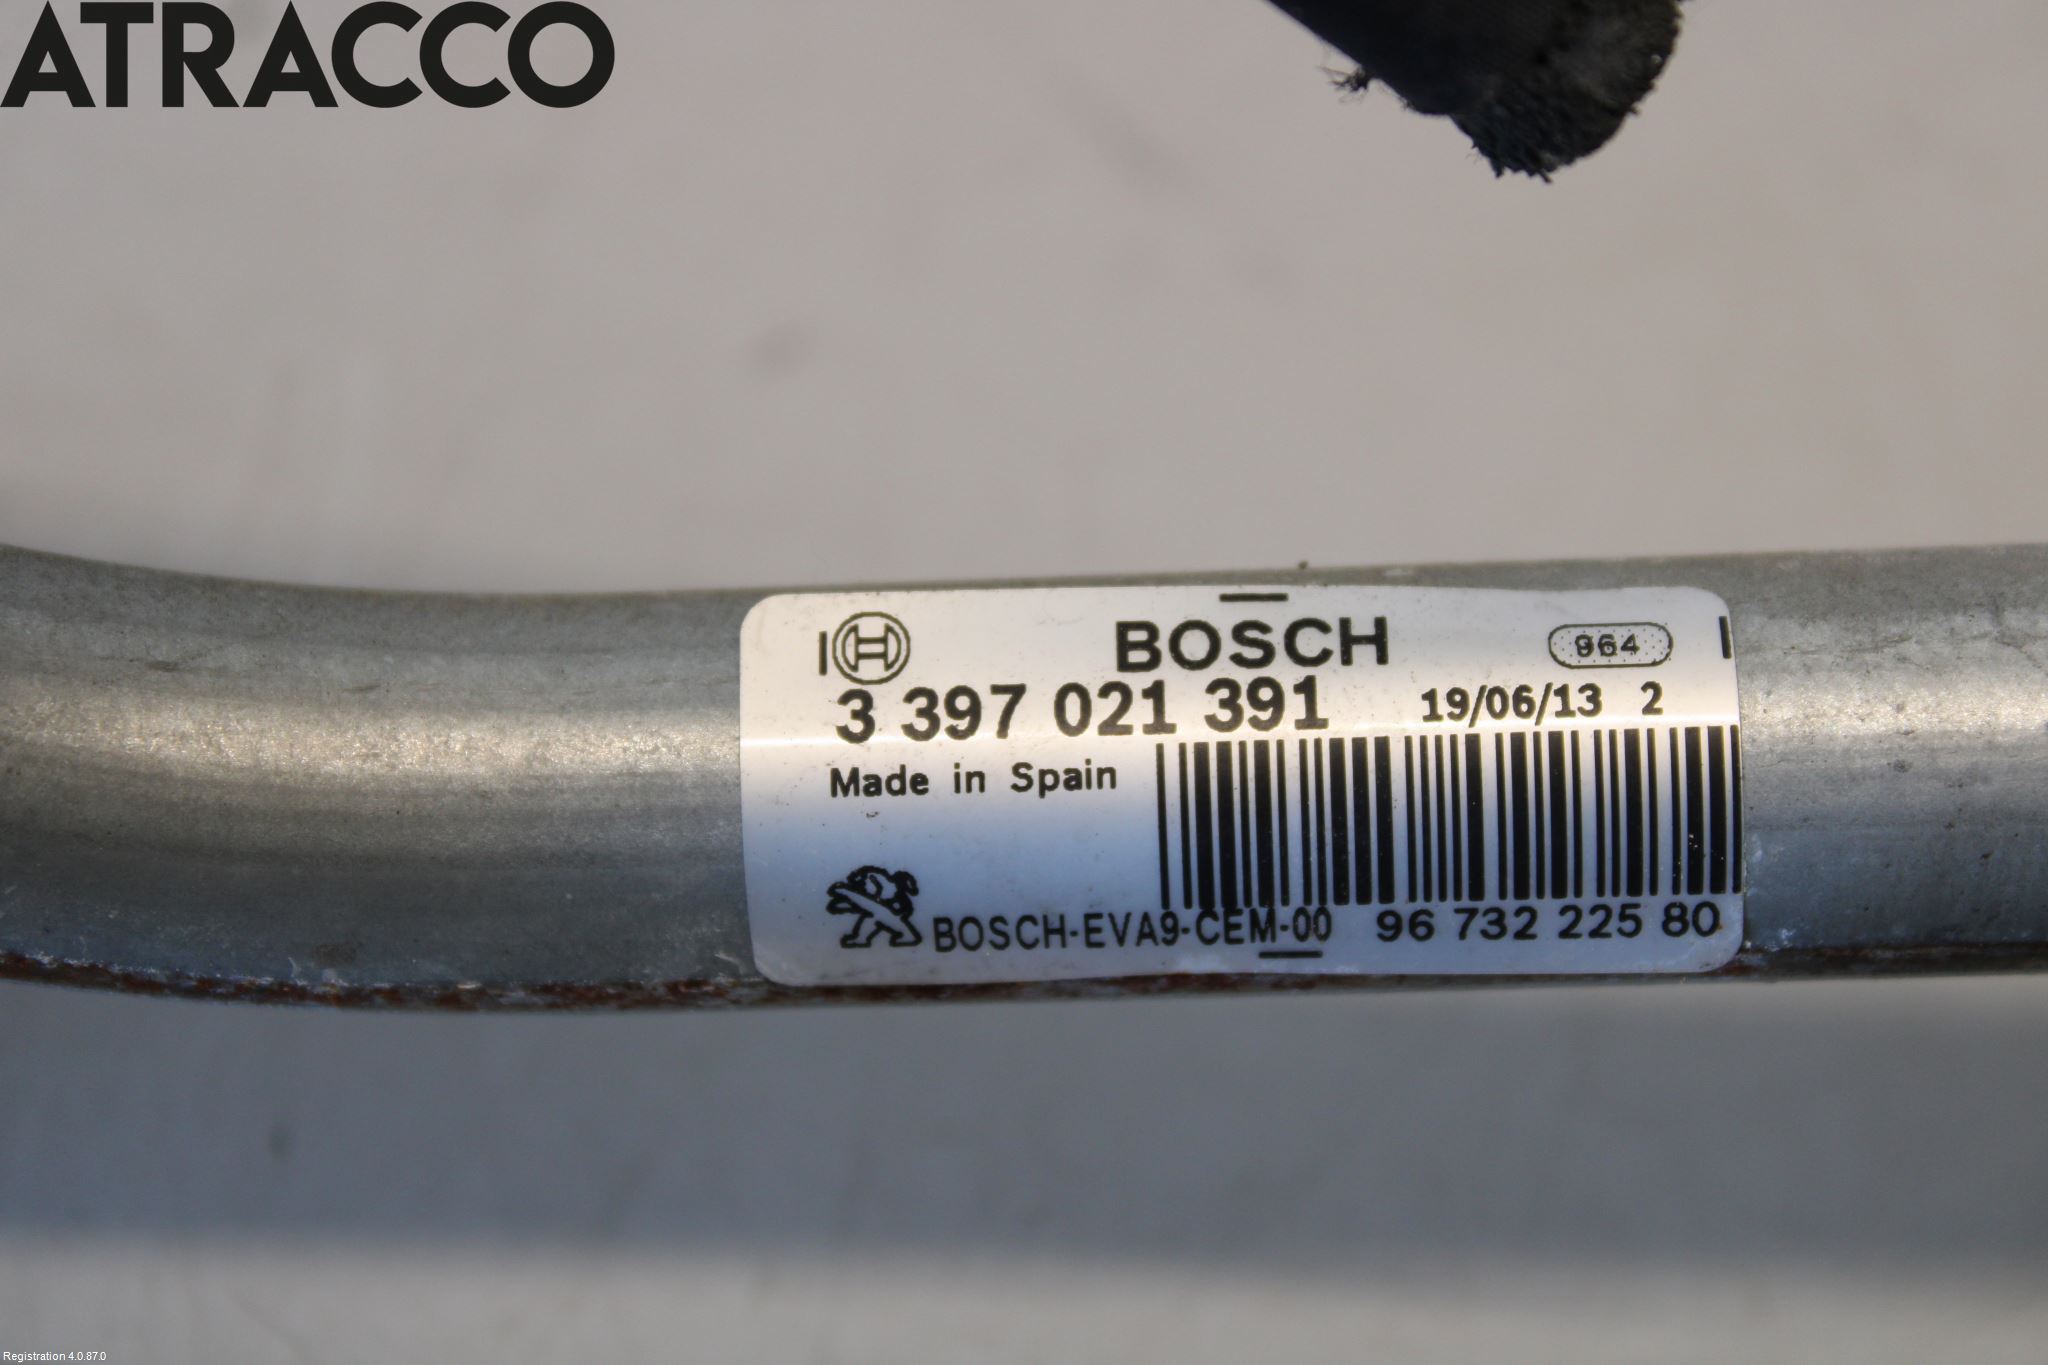 ATRACCO
BOSCH 964
3 397 021 391 19/06/13 2
Made in Spain
BOSCH-EVA9-CEM-00 96 732 225 80
Registration 4.0.87.0